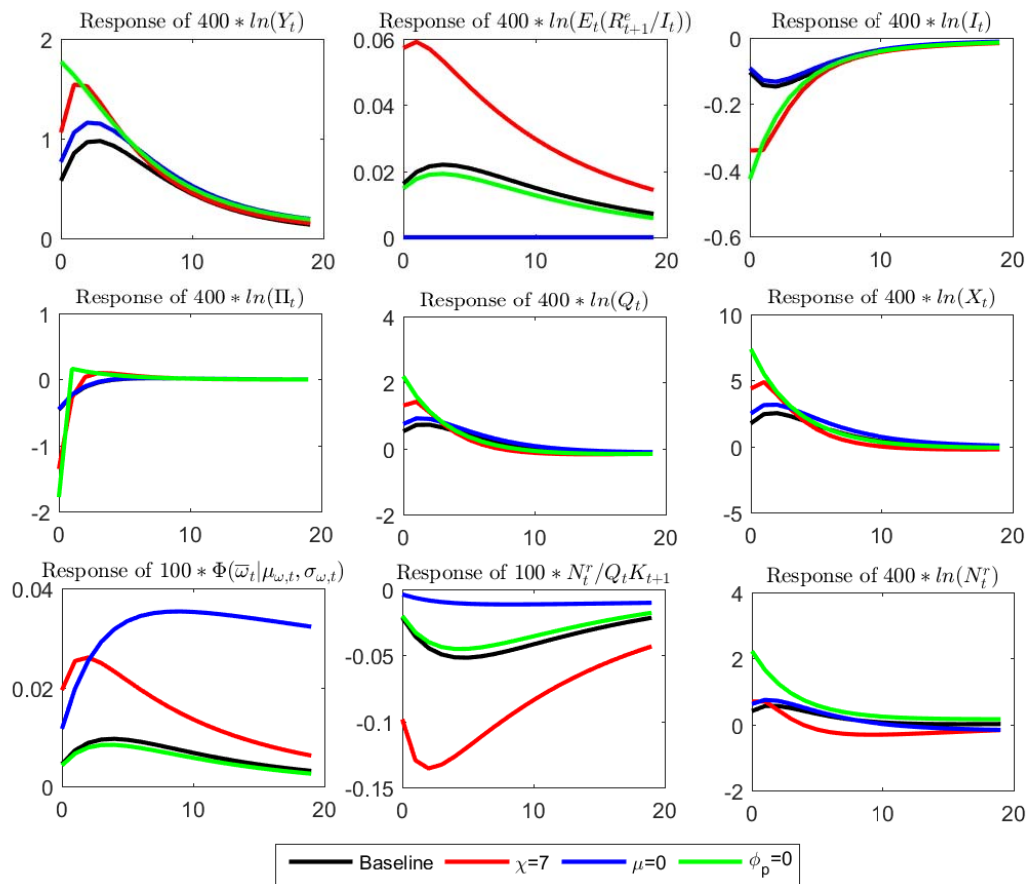 Response of 400 * ln(Y_t)
Response of 400 * ln(E_t(R^e_{t+1}/I_t))
Response of 400 * ln(I_t)
2
1
0
0 10 20
0.06
0.04
0.02
0
0 10 20
0
-0.2
-0.4
-0.6
0 10 20
Response of 400 * ln(Π_t)
Response of 400 * ln(Q_t)
Response of 400 * ln(X_t)
1
0
-1
-2
0 10 20
4
2
0
-2
0 10 20
10
5
0
-5
0 10 20
Response of 100 * Φ(ω̅_t|μ_{ω,t}, σ_{ω,t})
Response of 100 * N^r_t/Q_tK_{t+1}
Response of 400 * ln(N^r_t)
0.04
0.02
0
0 10 20
0
-0.05
-0.1
-0.15
0 10 20
4
2
0
-2
0 10 20
Baseline χ=7 μ=0 ϕ_p=0